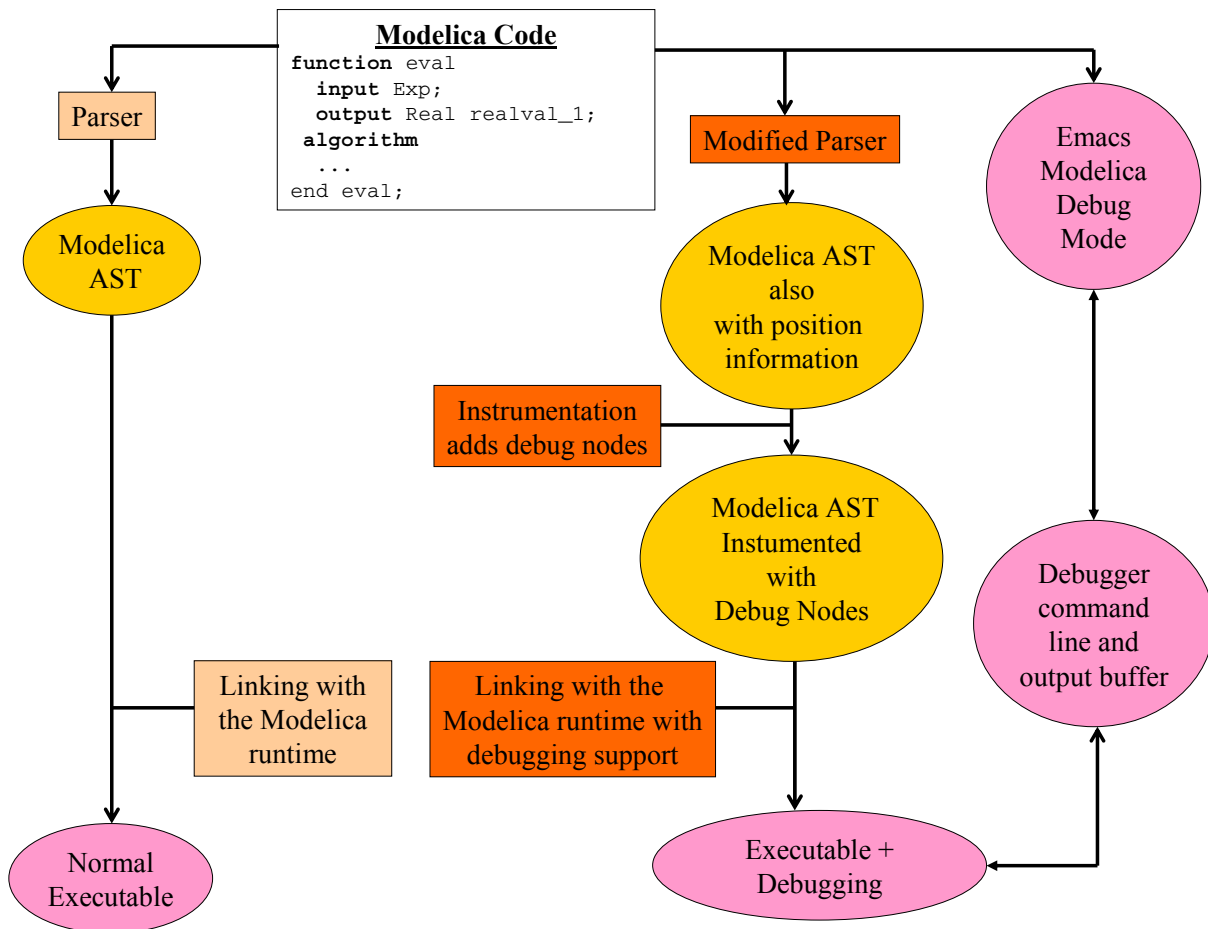 Modelica Code
function eval
input Exp;
output Real realval_1;
algorithm
...
end eval;
Parser
Modelica
AST
Modified Parser
Modelica AST
also
with position
information
Emacs
Modelica
Debug
Mode
Instrumentation
adds debug nodes
Modelica AST
Instumented
with
Debug Nodes
Debugger
command
line and
output buffer
Linking with
the Modelica
runtime
Linking with the
Modelica runtime with
debugging support
Normal
Executable
Executable +
Debugging